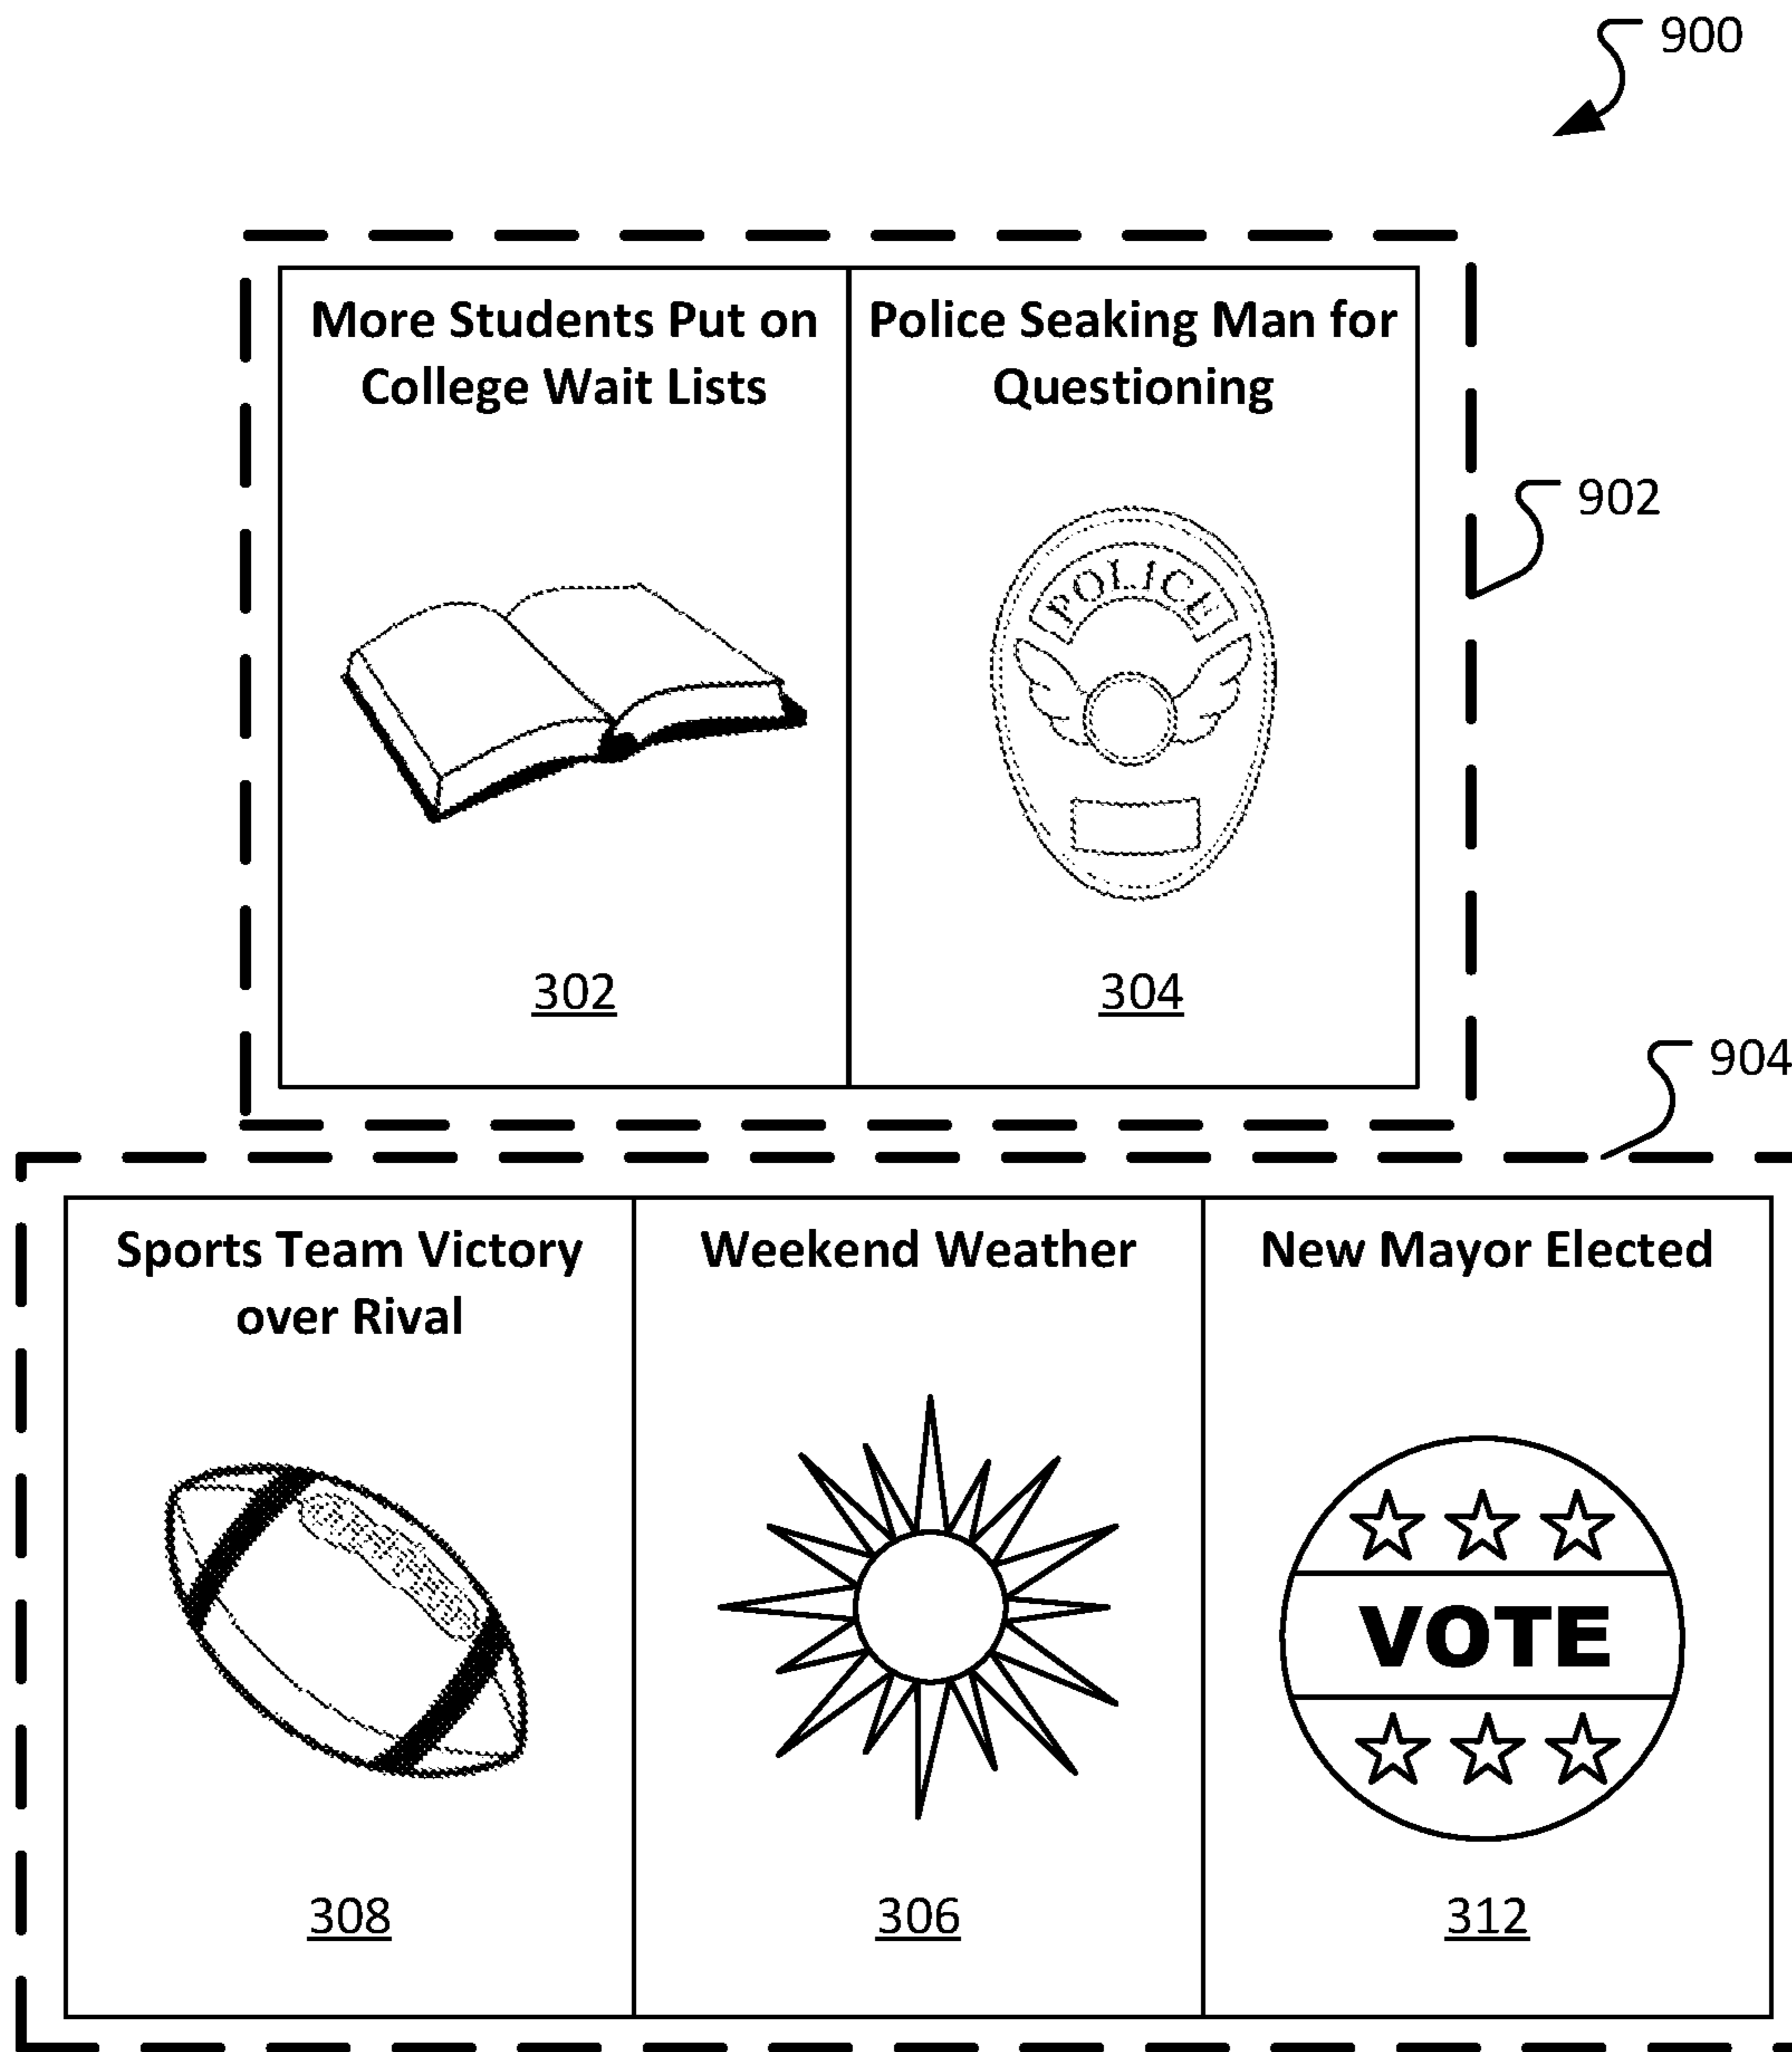 900
More Students Put on
College Wait Lists
Police Seaking Man for
Questioning
902
POLICE
302
304
904
Sports Team Victory
over Rival
Weekend Weather
New Mayor Elected
VOTE
308
306
312